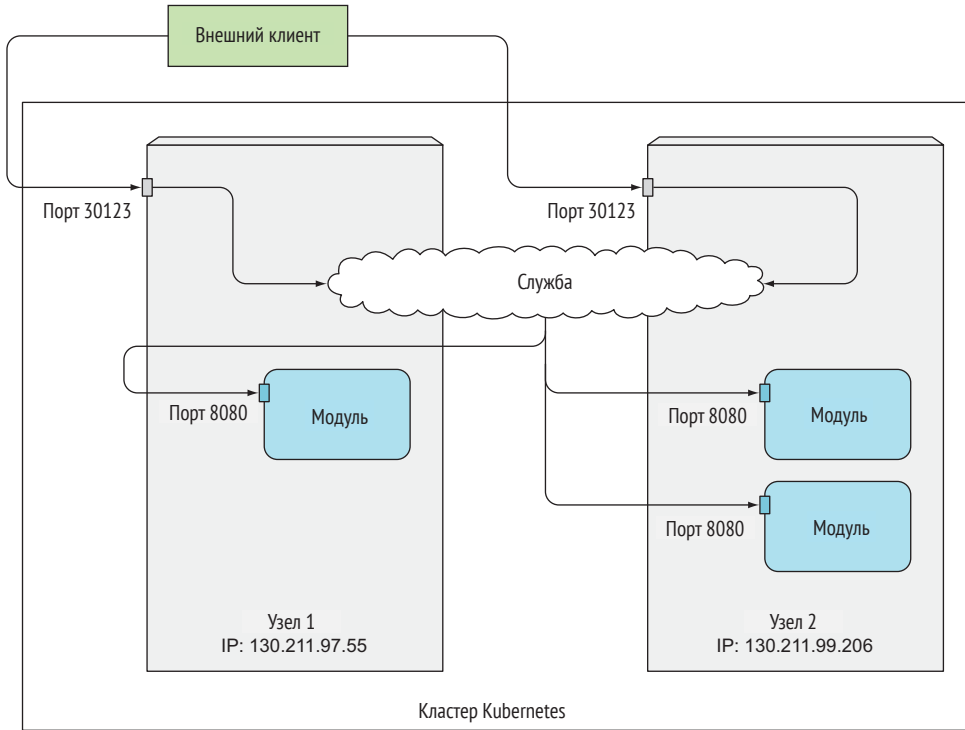 Внешний клиент
Порт 30123
Порт 30123
Служба
Порт 8080
Модуль
Порт 8080
Модуль
Порт 8080
Модуль
Узел 1
IP: 130.211.97.55
Узел 2
IP: 130.211.99.206
Кластер Kubernetes